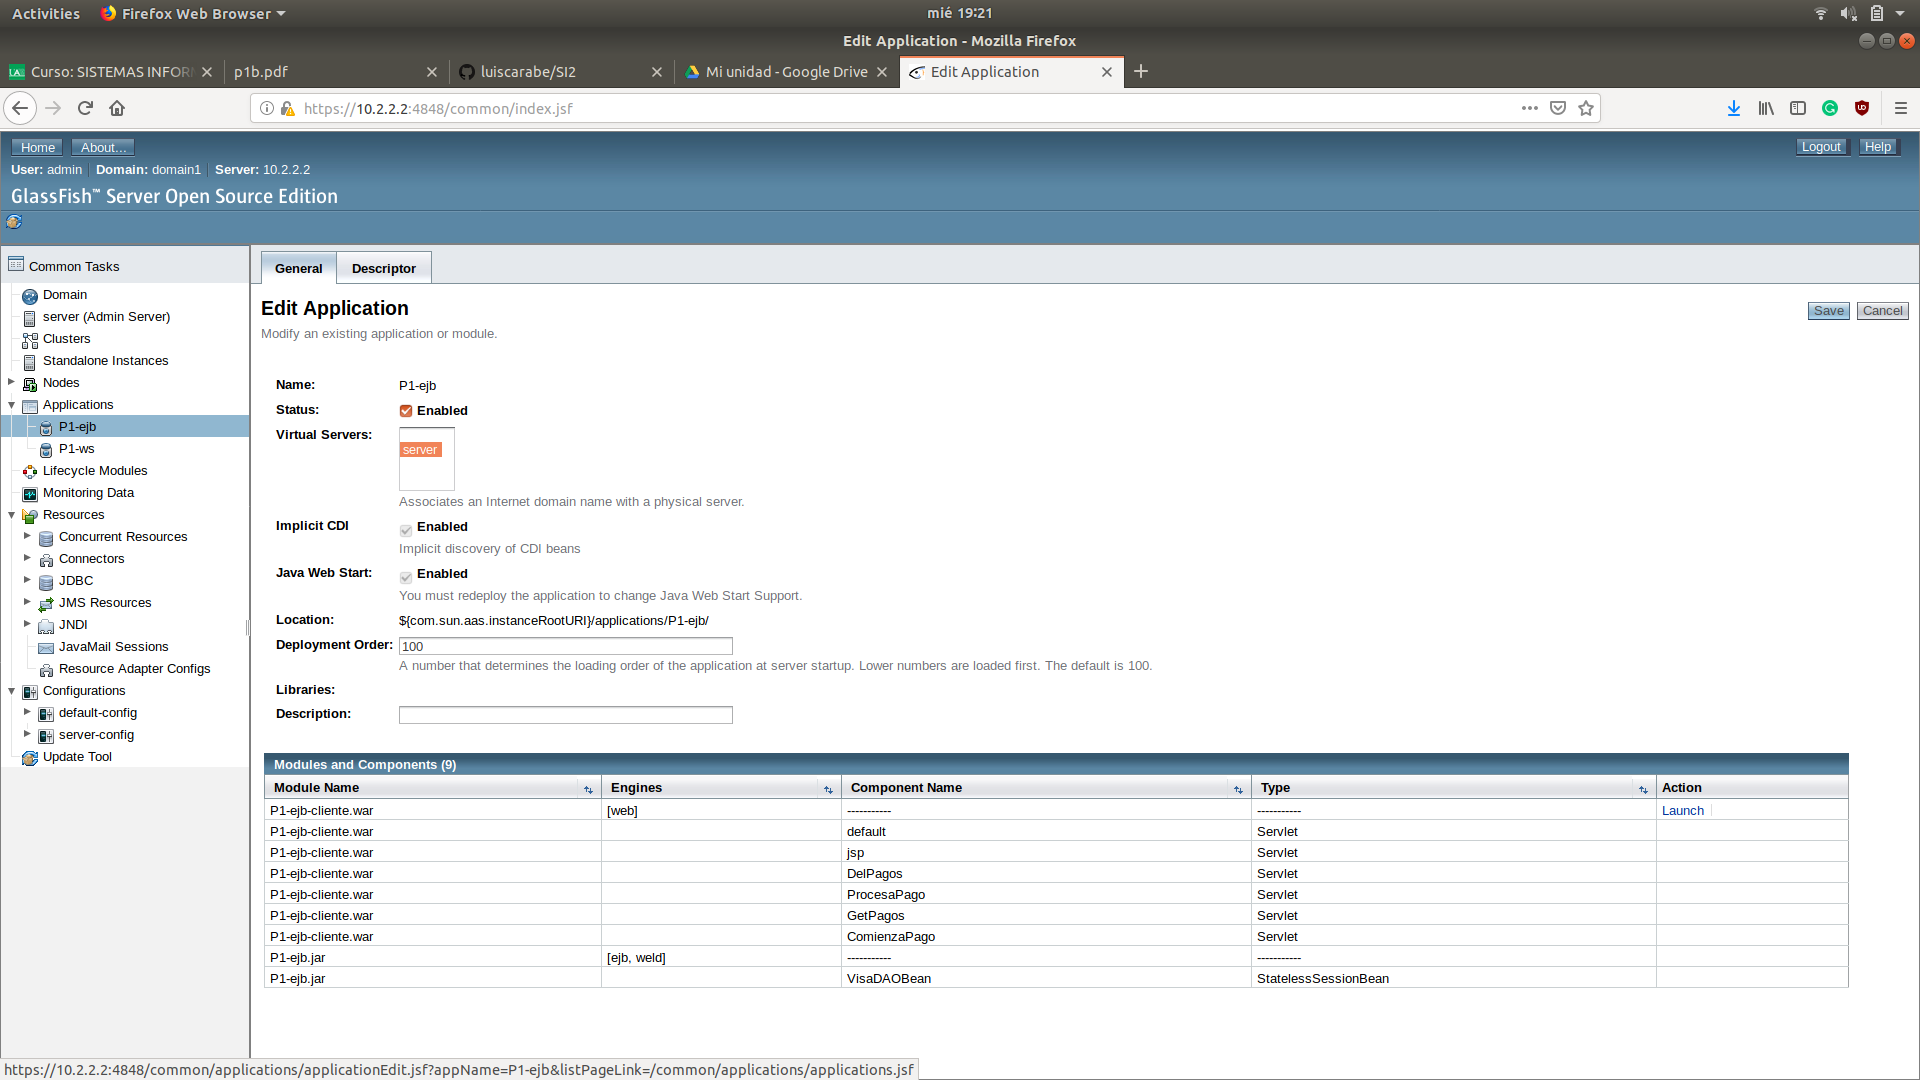 Activities Firefox Web Browser mié 19:21
Edit Application - Mozilla Firefox
Curso: SISTEMAS INFOR p1b.pdf luiscarabe/SI2 Mi unidad - Google Drive Edit Application
https://10.2.2.2:4848/common/index.jsf
Home About... Logout Help
User: admin Domain: domain1 Server: 10.2.2.2
GlassFish™ Server Open Source Edition
Common Tasks
Domain
server (Admin Server)
Clusters
Standalone Instances
Nodes
Applications
P1-ejb
P1-ws
Lifecycle Modules
Monitoring Data
Resources
Concurrent Resources
Connectors
JDBC
JMS Resources
JNDI
JavaMail Sessions
Resource Adapter Configs
Configurations
default-config
server-config
Update Tool
General Descriptor
Edit Application
Save Cancel
Modify an existing application or module.
Name: P1-ejb
Status: Enabled
Virtual Servers: server
Associates an Internet domain name with a physical server.
Implicit CDI Enabled
Implicit discovery of CDI beans
Java Web Start: Enabled
You must redeploy the application to change Java Web Start Support.
Location: ${com.sun.aas.instanceRootURI}/applications/P1-ejb/
Deployment Order: 100
A number that determines the loading order of the application at server startup. Lower numbers are loaded first. The default is 100.
Libraries:
Description:
Modules and Components (9)
Module Name Engines Component Name Type Action
P1-ejb-cliente.war [web] ----------- ----------- Launch
P1-ejb-cliente.war default Servlet
P1-ejb-cliente.war jsp Servlet
P1-ejb-cliente.war DelPagos Servlet
P1-ejb-cliente.war ProcesaPago Servlet
P1-ejb-cliente.war GetPagos Servlet
P1-ejb-cliente.war ComienzaPago Servlet
P1-ejb.jar [ejb, weld] ----------- -----------
P1-ejb.jar VisaDAOBean StatelessSessionBean
https://10.2.2.2:4848/common/applications/applicationEdit.jsf?appName=P1-ejb&listPageLink=/common/applications/applications.jsf